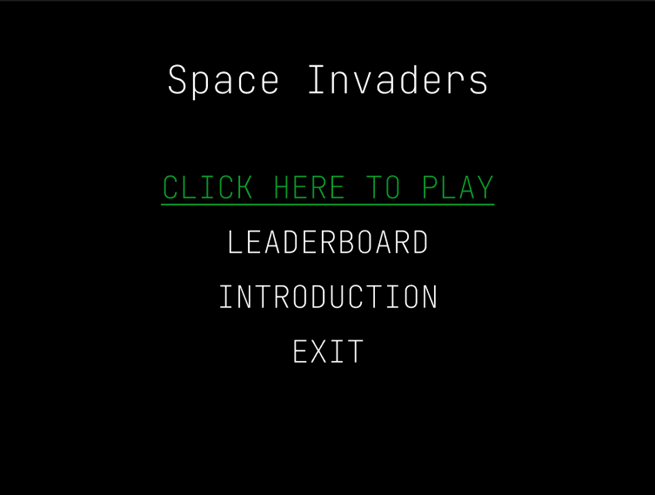 Space Invaders
CLICK HERE TO PLAY
LEADERBOARD
INTRODUCTION
EXIT